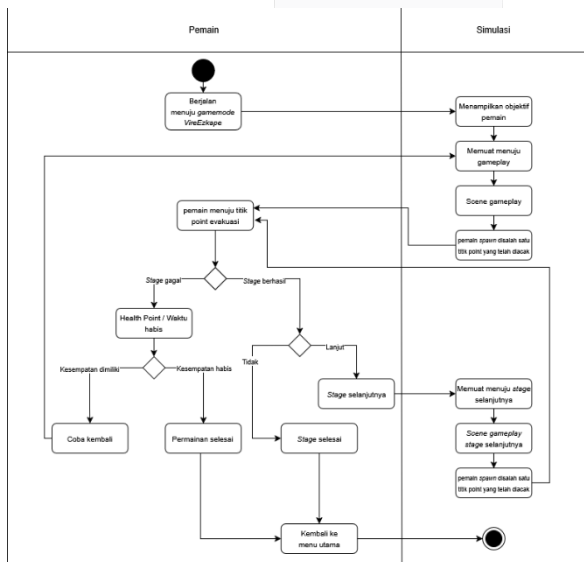 Pemain
Simulasi
Berjalan
menuju gamemode
VireEzkape
Menampilkan objektif
pemain
Memuat menuju
gameplay
Scene gameplay
pemain spawn disalah satu
titik point yang telah diacak
pemain menuju titik
point evakuasi
Stage gagal
Stage berhasil
Health Point / Waktu
habis
Kesempatan dimiliki
Kesempatan habis
Tidak
Lanjut
Coba kembali
Permainan selesai
Stage selesai
Stage selanjutnya
Memuat menuju stage
selanjutnya
Scene gameplay
stage selanjutnya
pemain spawn disalah satu
titik point yang telah diacak
Kembali ke
menu utama